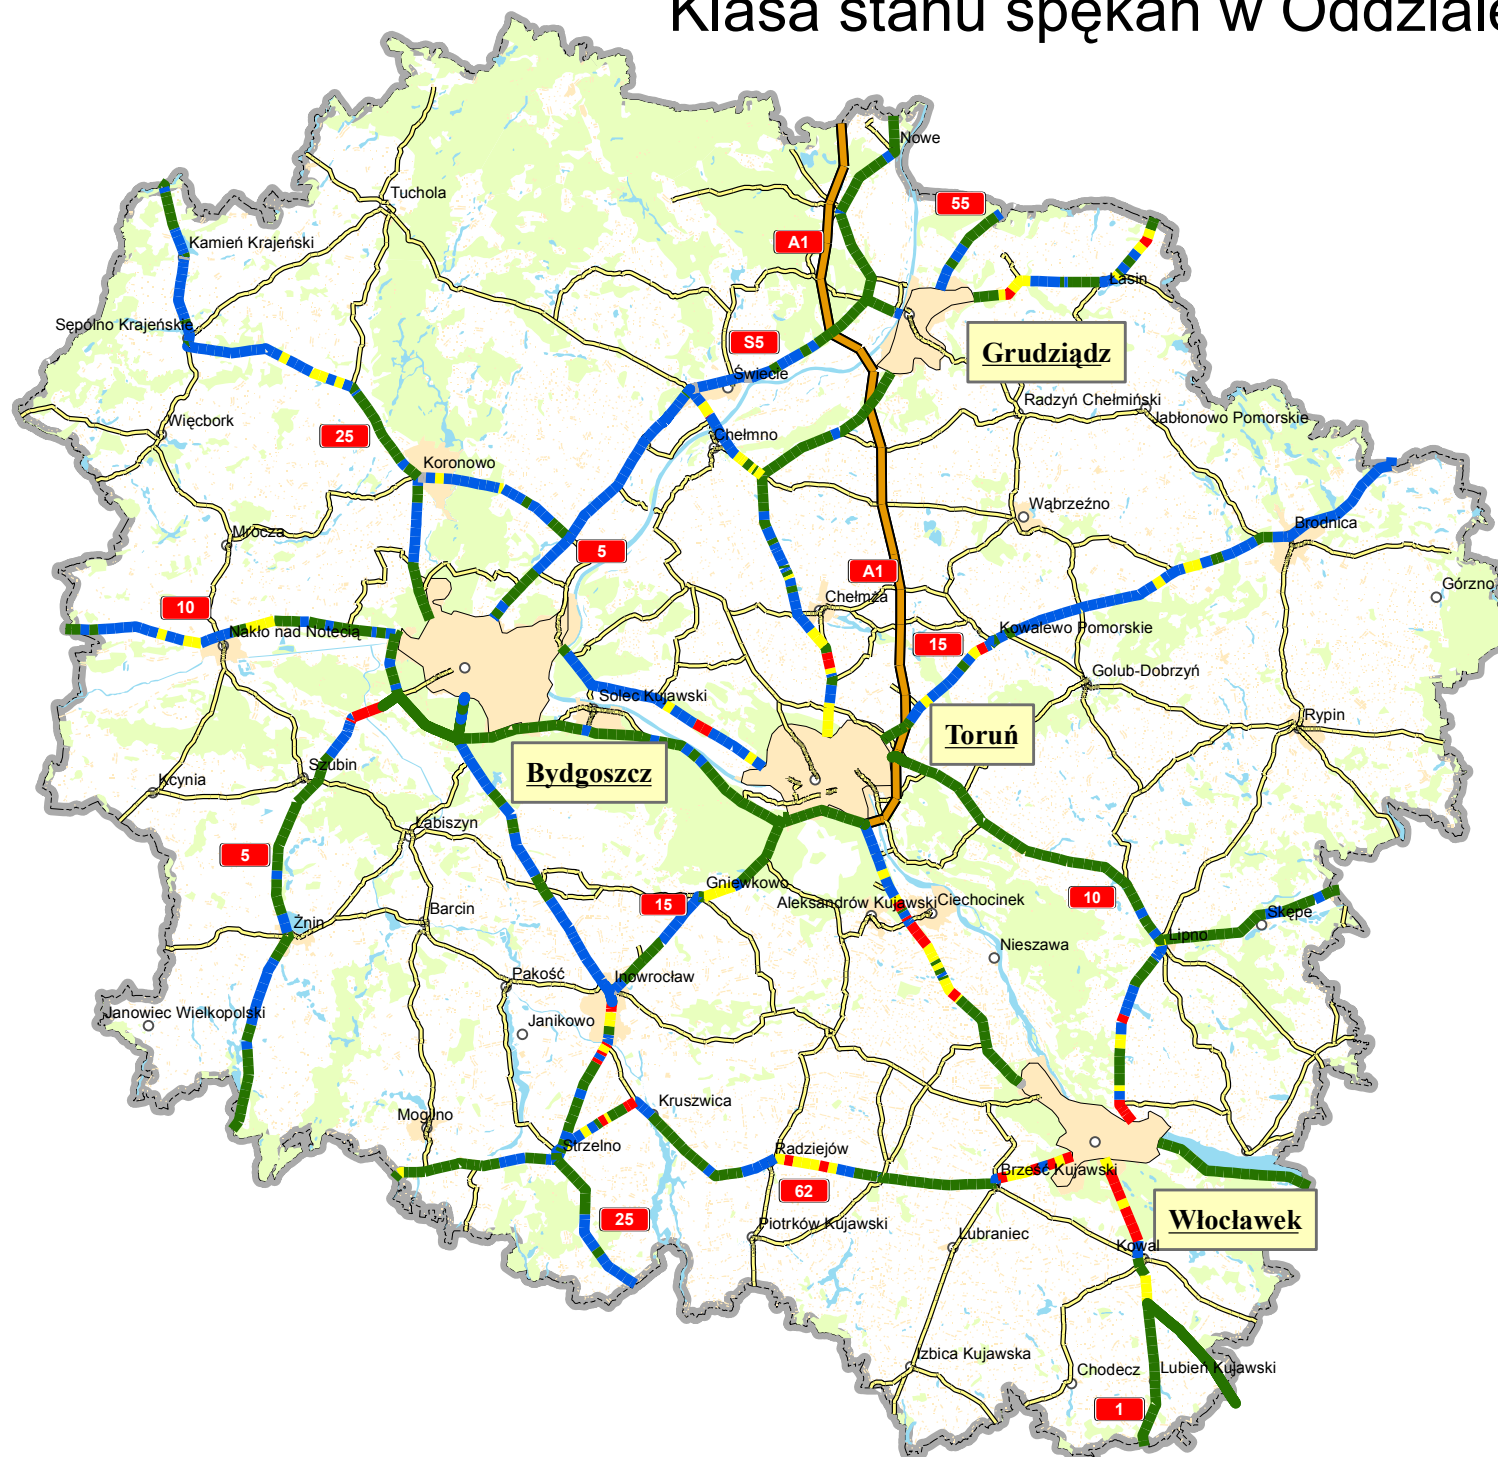 Klasa stanu spękań w Oddziale
Nowe
Tuchola
55
A1
Kamień Krajeński
Łasin
Sępólno Krajeńskie
S5
Grudziądz
Świecie
Radzyń Chełmiński
Jabłonowo Pomorskie
Więcbork
25
Chełmno
Koronowo
Wąbrzeźno
Brodnica
Mrocza
5
A1
Górzno
Chełmża
10
Kowalewo Pomorskie
Nakło nad Notecią
15
Golub-Dobrzyń
Solec Kujawski
Rypin
Toruń
Szubin
Bydgoszcz
Kcynia
Łabiszyn
5
Gniewkowo
10
15
Aleksandrów Kujawski
Ciechocinek
Barcin
Skępe
Żnin
Lipno
Nieszawa
Pakość
Inowrocław
Janowiec Wielkopolski
Janikowo
Kruszwica
Mogilno
Strzelno
Radziejów
Brześć Kujawski
62
25
Włocławek
Piotrków Kujawski
Lubraniec
Kowal
Izbica Kujawska
Chodecz
Lubień Kujawski
1